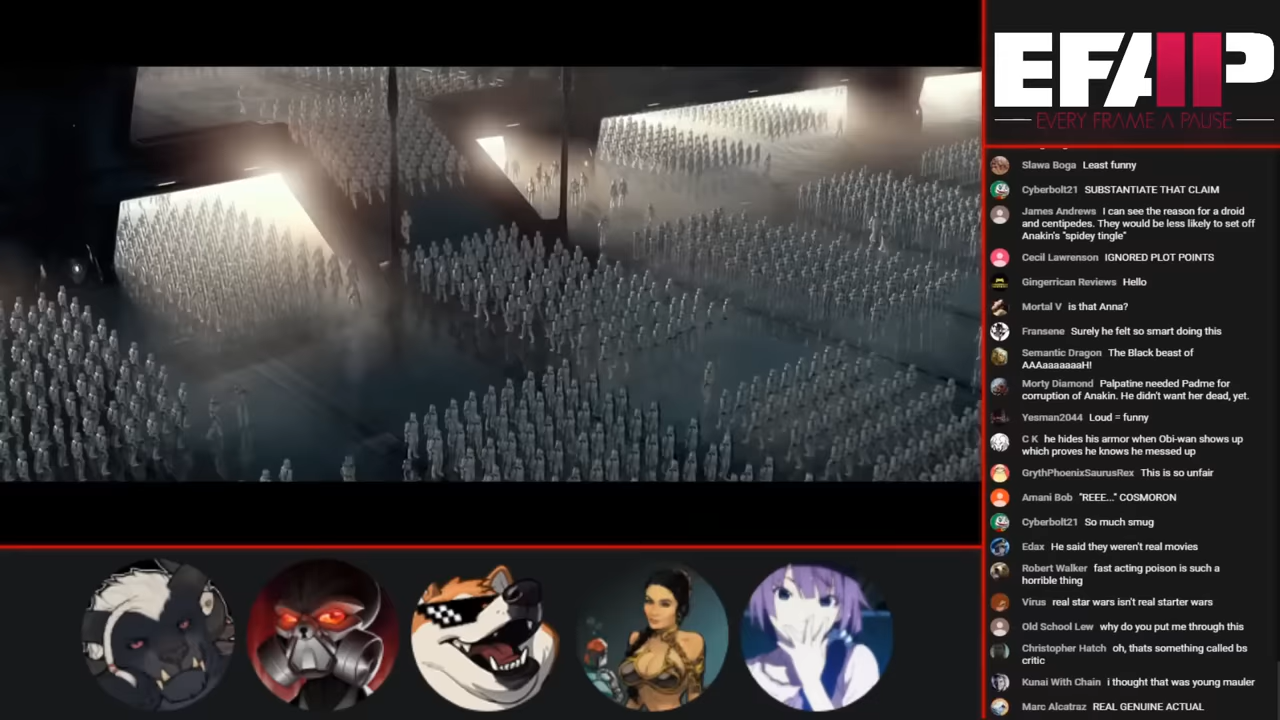 EFAP
EVERY FRAME A PAUSE
Slawa Boga Least funny
Cyberbolt21 SUBSTANTIATE THAT CLAIM
James Andrews I can see the reason for a droid
and centipedes. They would be less likely to set off
Anakin's "spidey tingle"
Cecil Lawrenson IGNORED PLOT POINTS
Gingerrican Reviews Hello
Mortal V is that Anna?
Fransene Surely he felt so smart doing this
Semantic Dragon The Black beast of
AAAaaaaaaH!
Morty Diamond Palpatine needed Padme for
corruption of Anakin. He didn't want her dead, yet.
Yesman2044 Loud = funny
C K he hides his armor when Obi-wan shows up
which proves he knows he messed up
GrythPhoenixSaurusRex This is so unfair
Amani Bob "REEE..." COSMORON
Cyberbolt21 So much smug
Edax He said they weren't real movies
Robert Walker fast acting poison is such a
horrible thing
Virus real star wars isn't real starter wars
Old School Lew why do you put me through this
Christopher Hatch oh, thats something called bs
critic
Kunai With Chain i thought that was young mauler
Marc Alcatraz REAL GENUINE ACTUAL